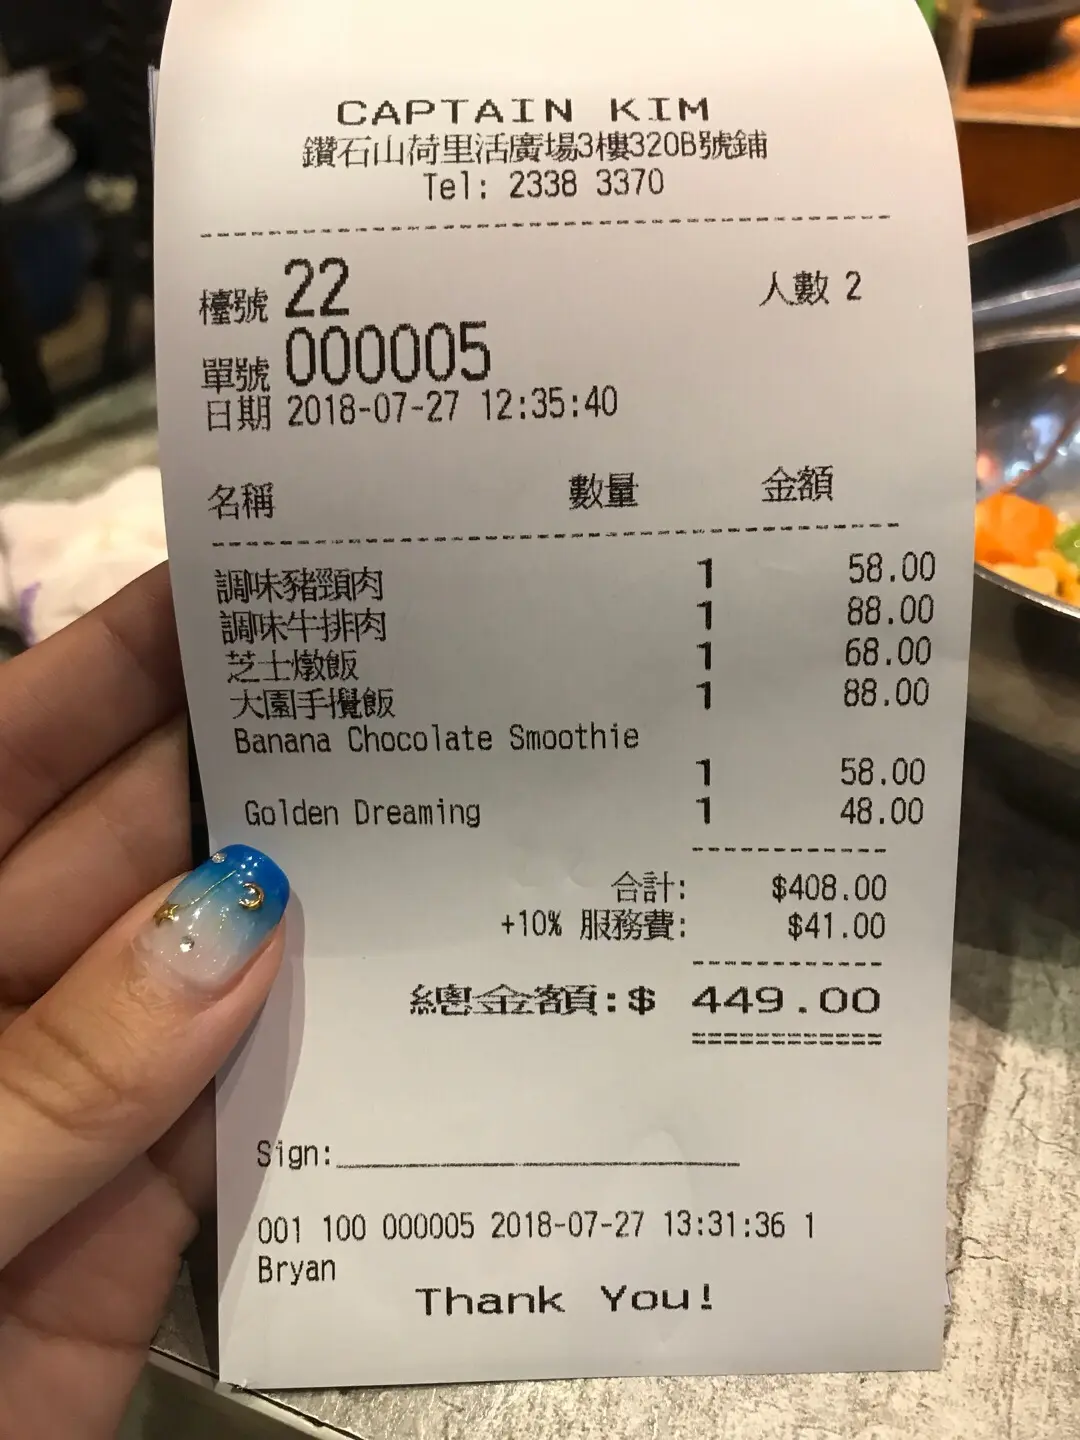 CAPTAIN KIM
鑽石山荷里活廣場3樓320B號鋪
Tel: 2338 3370
檯號 22 人數 2
單號 000005
日期 2018-07-27 12:35:40
名稱 數量 金額
調味豬頸肉 1 58.00
調味牛排肉 1 88.00
芝士燉飯 1 68.00
大園手攪飯 1 88.00
Banana Chocolate Smoothie
1 58.00
Golden Dreaming 1 48.00
合計: $408.00
+10% 服務費: $41.00
總金額:$ 449.00
Sign:
001 100 000005 2018-07-27 13:31:36 1
Bryan
Thank You!